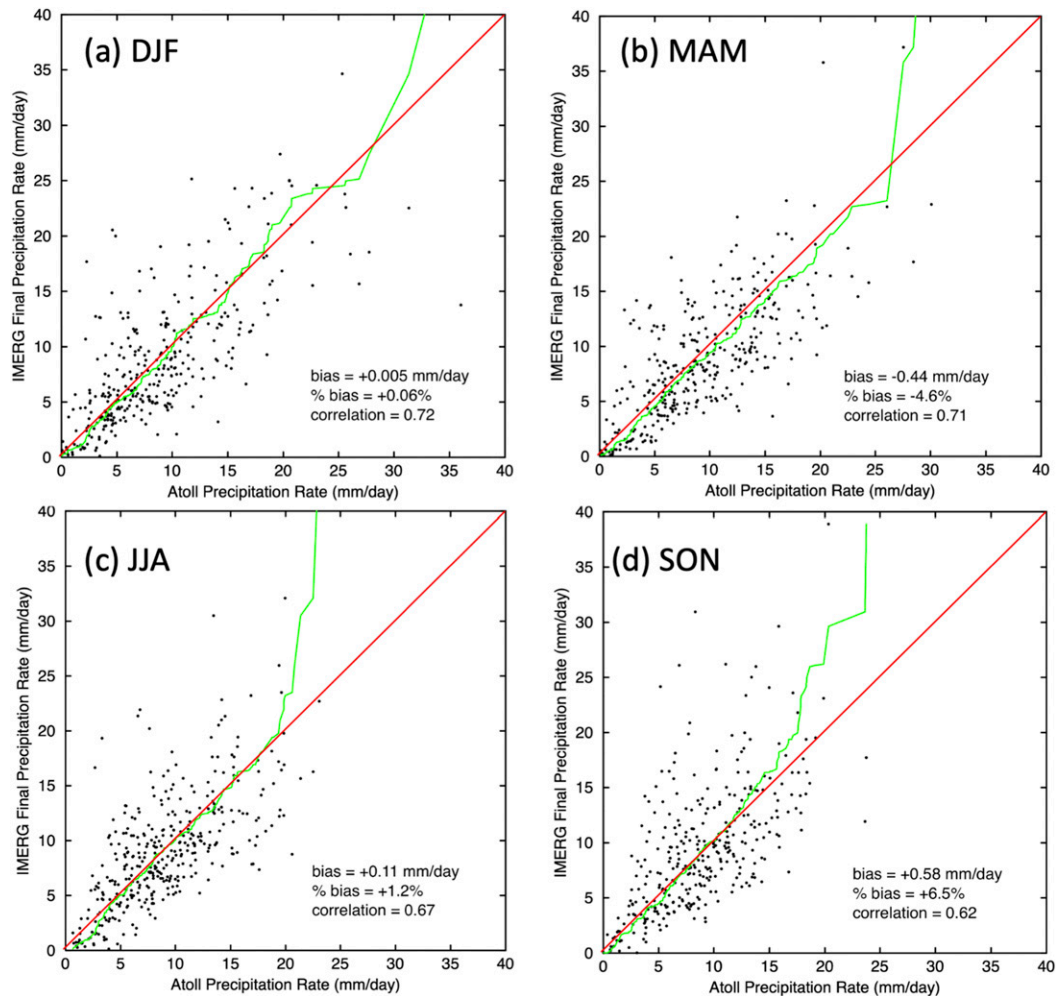 (a) DJF
IMERG Final Precipitation Rate (mm/day)
40
35
30
25
20
15
10
5
0
bias = +0.005 mm/day
% bias = +0.06%
correlation = 0.72
0 5 10 15 20 25 30 35 40
Atoll Precipitation Rate (mm/day)
(b) MAM
IMERG Final Precipitation Rate (mm/day)
40
35
30
25
20
15
10
5
0
bias = -0.44 mm/day
% bias = -4.6%
correlation = 0.71
0 5 10 15 20 25 30 35 40
Atoll Precipitation Rate (mm/day)
(c) JJA
IMERG Final Precipitation Rate (mm/day)
40
35
30
25
20
15
10
5
0
bias = +0.11 mm/day
% bias = +1.2%
correlation = 0.67
0 5 10 15 20 25 30 35 40
Atoll Precipitation Rate (mm/day)
(d) SON
IMERG Final Precipitation Rate (mm/day)
40
35
30
25
20
15
10
5
0
bias = +0.58 mm/day
% bias = +6.5%
correlation = 0.62
0 5 10 15 20 25 30 35 40
Atoll Precipitation Rate (mm/day)